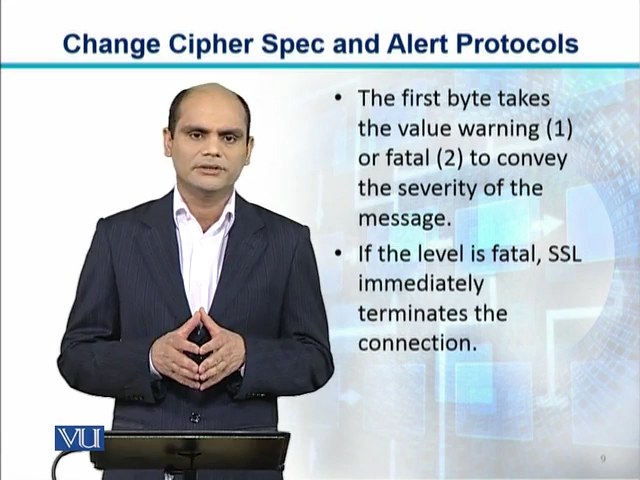 Change Cipher Spec and Alert Protocols
• The first byte takes
the value warning (1)
or fatal (2) to convey
the severity of the
message.
• If the level is fatal, SSL
immediately
terminates the
connection.
VU
9